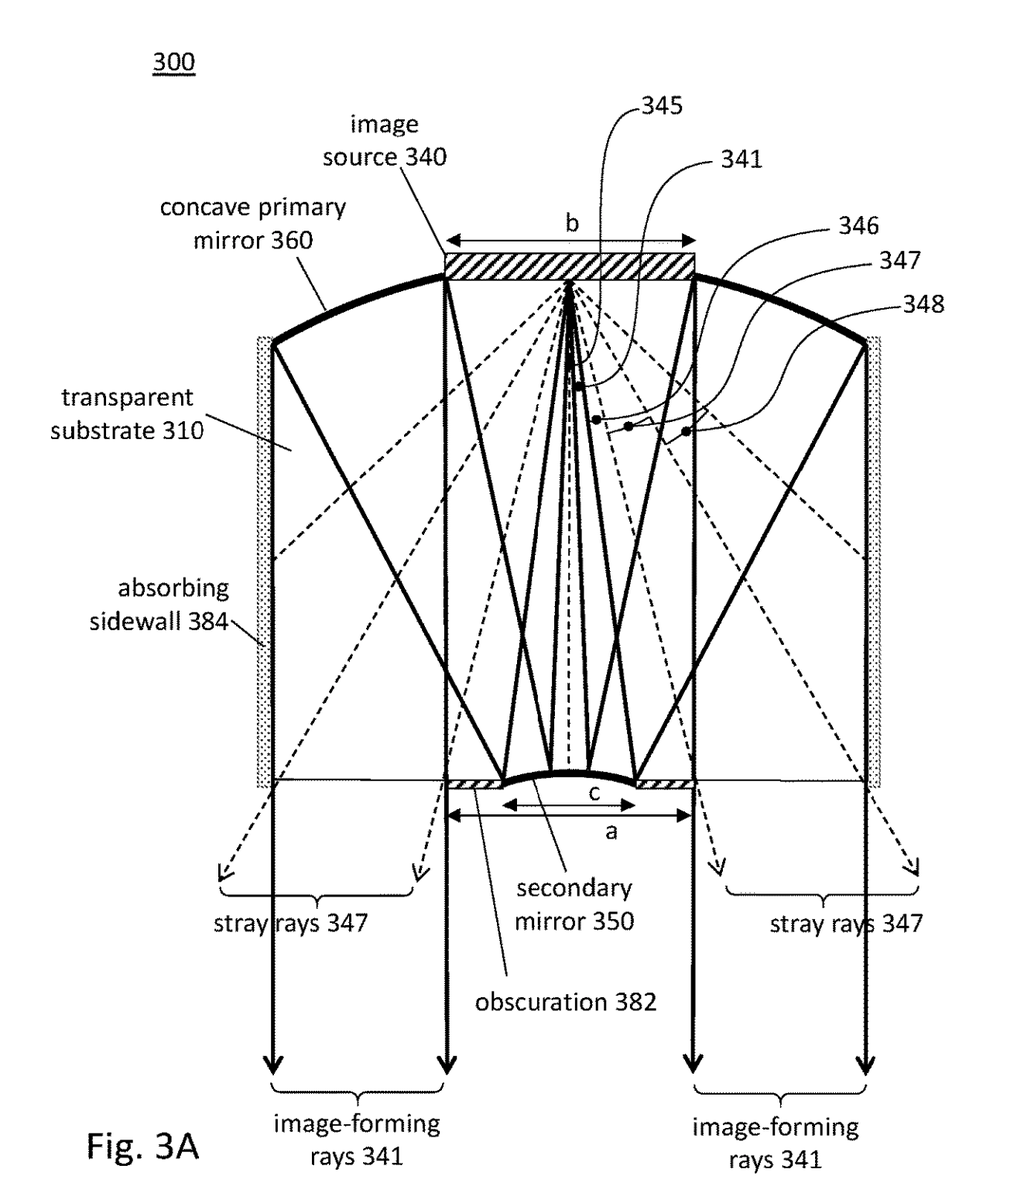 300
345
image
source 340
341
concave primary
mirror 360
b
346
347
348
transparent
substrate 310
absorbing
sidewall 384
c
a
secondary
mirror 350
stray rays 347
stray rays 347
obscuration 382
image-forming
rays 341
image-forming
rays 341
Fig. 3A